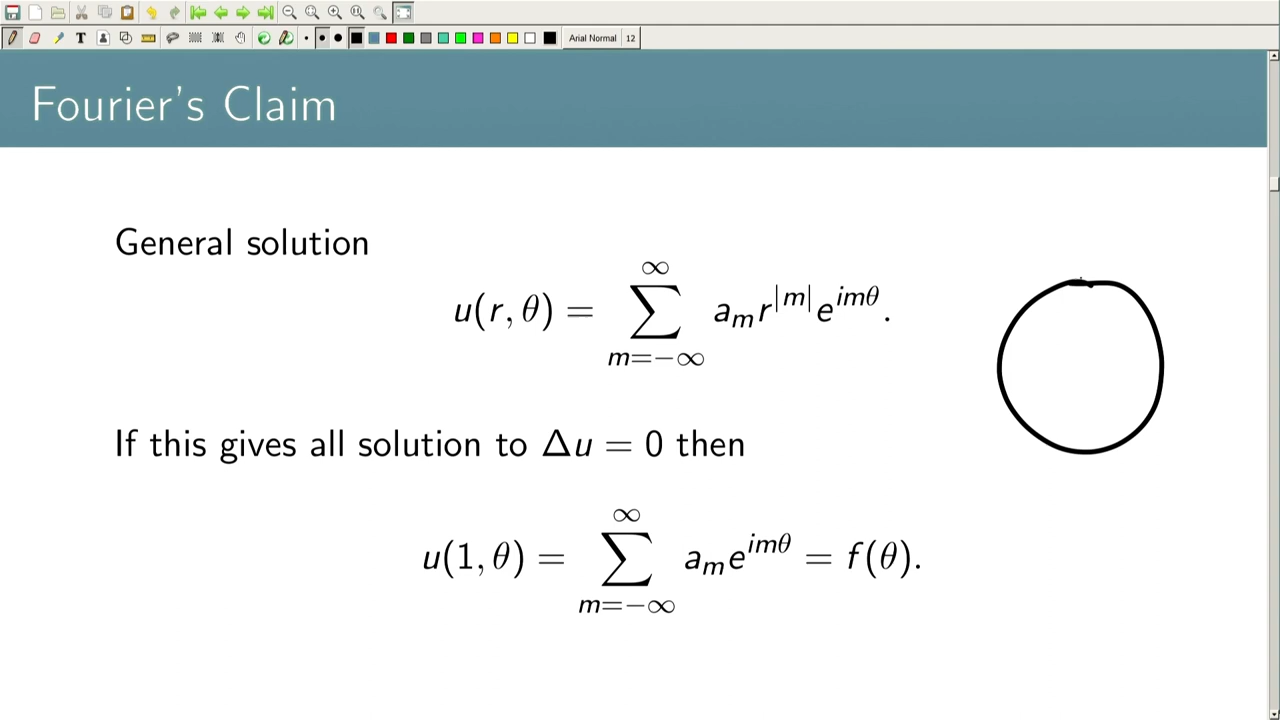 T Arial Normal 12
Fourier's Claim
General solution
u(r, θ) = ∑_{m=−∞}^{∞} a_m r^{|m|} e^{imθ}.
If this gives all solution to Δu = 0 then
u(1, θ) = ∑_{m=−∞}^{∞} a_m e^{imθ} = f(θ).